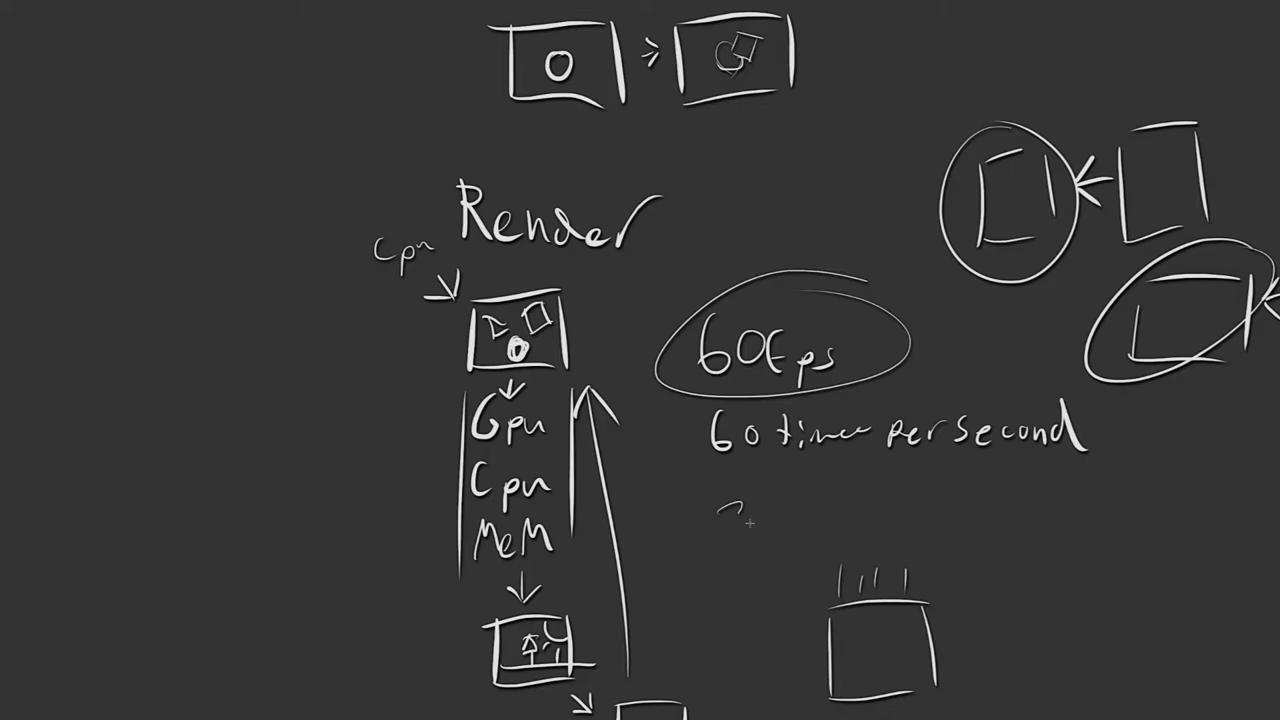 Render
Cpu
60fps
Gpu
60 times per second
Cpu
MeM